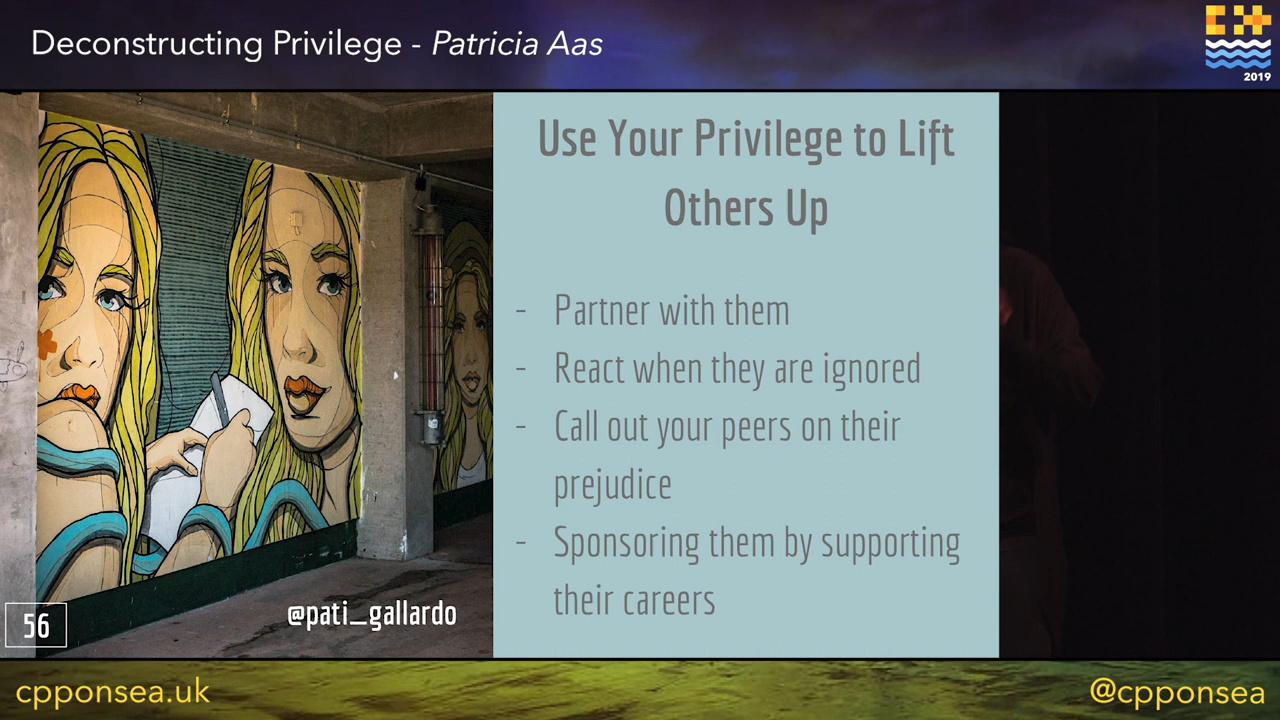 Deconstructing Privilege - Patricia Aas
2019
Use Your Privilege to Lift
Others Up
- Partner with them
- React when they are ignored
- Call out your peers on their
prejudice
- Sponsoring them by supporting
their careers
@pati_gallardo
56
cpponsea.uk
@cpponsea